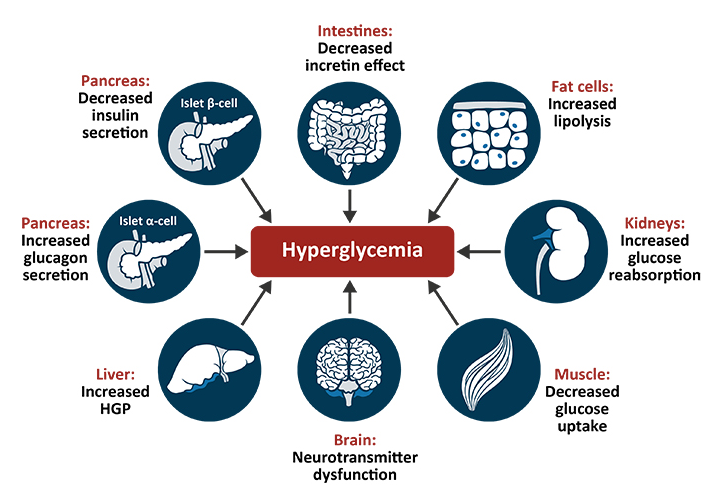 Intestines:
Decreased
incretin effect
Pancreas:
Decreased
insulin
secretion
Islet β-cell
Fat cells:
Increased
lipolysis
Pancreas:
Increased
glucagon
secretion
Islet α-cell
Hyperglycemia
Kidneys:
Increased
glucose
reabsorption
Liver:
Increased
HGP
Brain:
Neurotransmitter
dysfunction
Muscle:
Decreased
glucose
uptake